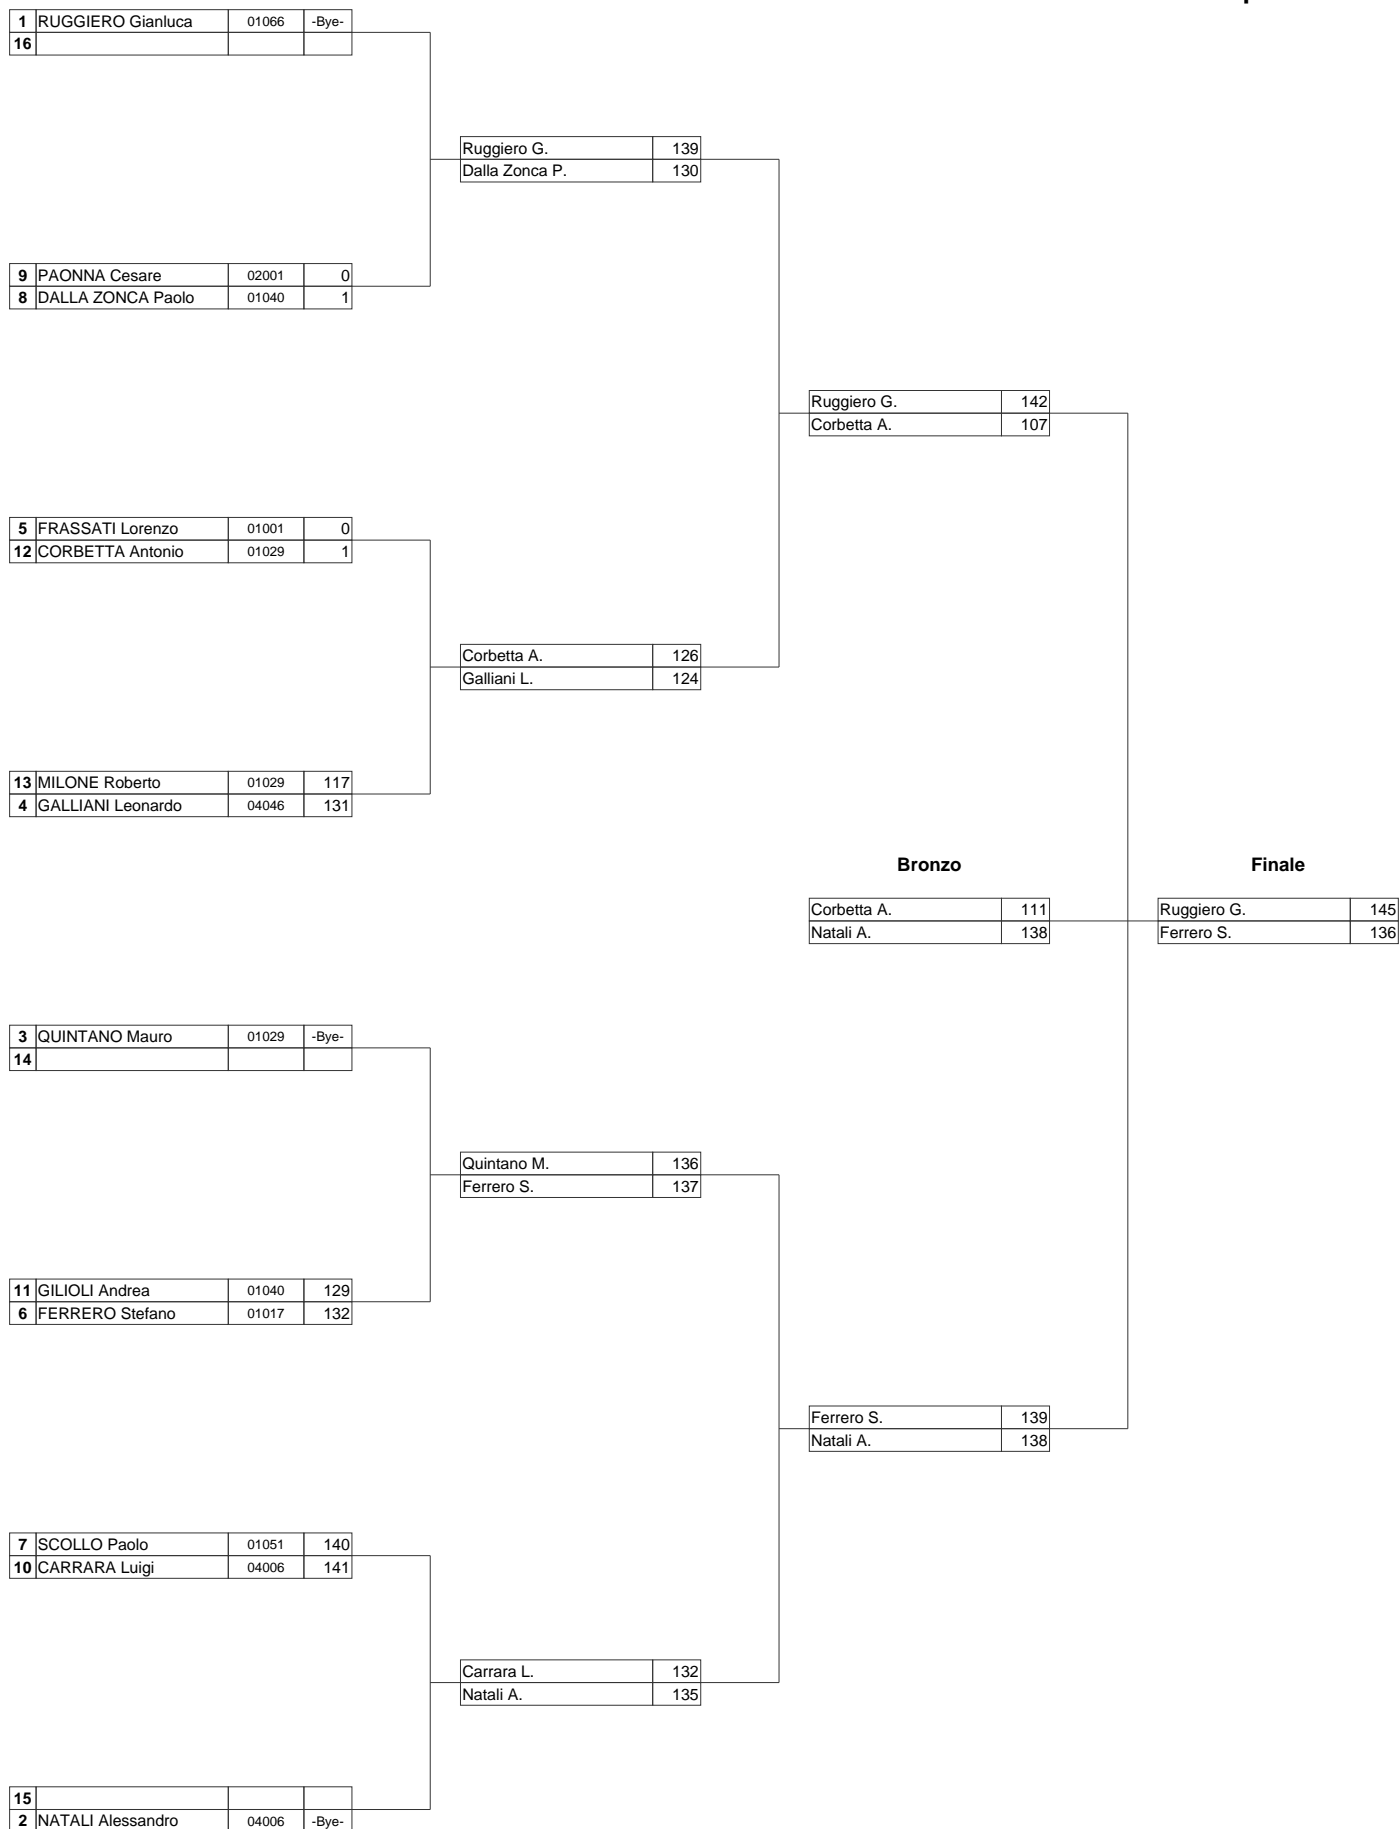 1 RUGGIERO Gianluca 01066 -Bye-
16
Ruggiero G. 139
Dalla Zonca P. 130
9 PAONNA Cesare 02001 0
8 DALLA ZONCA Paolo 01040 1
Ruggiero G. 142
Corbetta A. 107
5 FRASSATI Lorenzo 01001 0
12 CORBETTA Antonio 01029 1
Corbetta A. 126
Galliani L. 124
13 MILONE Roberto 01029 117
4 GALLIANI Leonardo 04046 131
Bronzo Finale
Corbetta A. 111 Ruggiero G. 145
Natali A. 138 Ferrero S. 136
3 QUINTANO Mauro 01029 -Bye-
14
Quintano M. 136
Ferrero S. 137
11 GILIOLI Andrea 01040 129
6 FERRERO Stefano 01017 132
Ferrero S. 139
Natali A. 138
7 SCOLLO Paolo 01051 140
10 CARRARA Luigi 04006 141
Carrara L. 132
Natali A. 135
15
2 NATALI Alessandro 04006 -Bye-